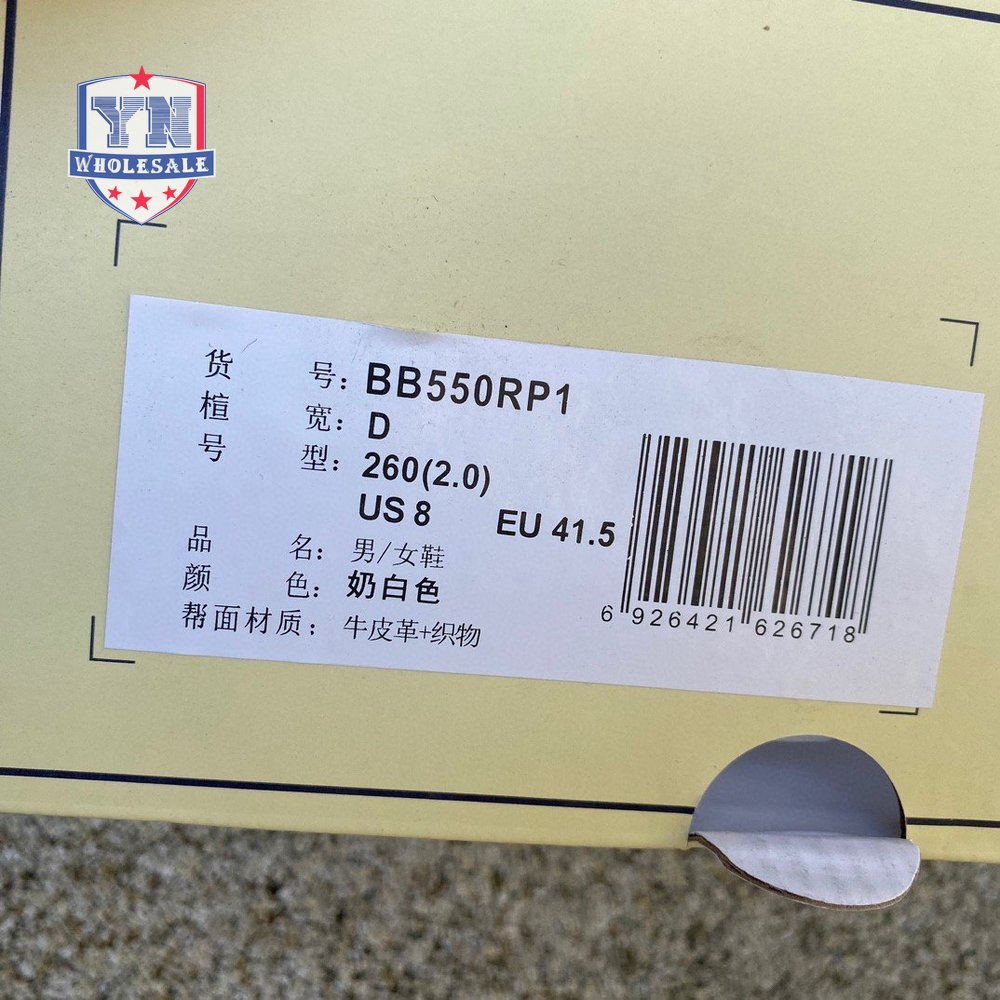 YN
WHOLESALE
货 号: BB550RP1
楦 宽: D
号 型: 260(2.0)
US 8 EU 41.5
品 名: 男/女鞋
颜 色: 奶白色
帮面材质: 牛皮革+织物
6 926421 626718